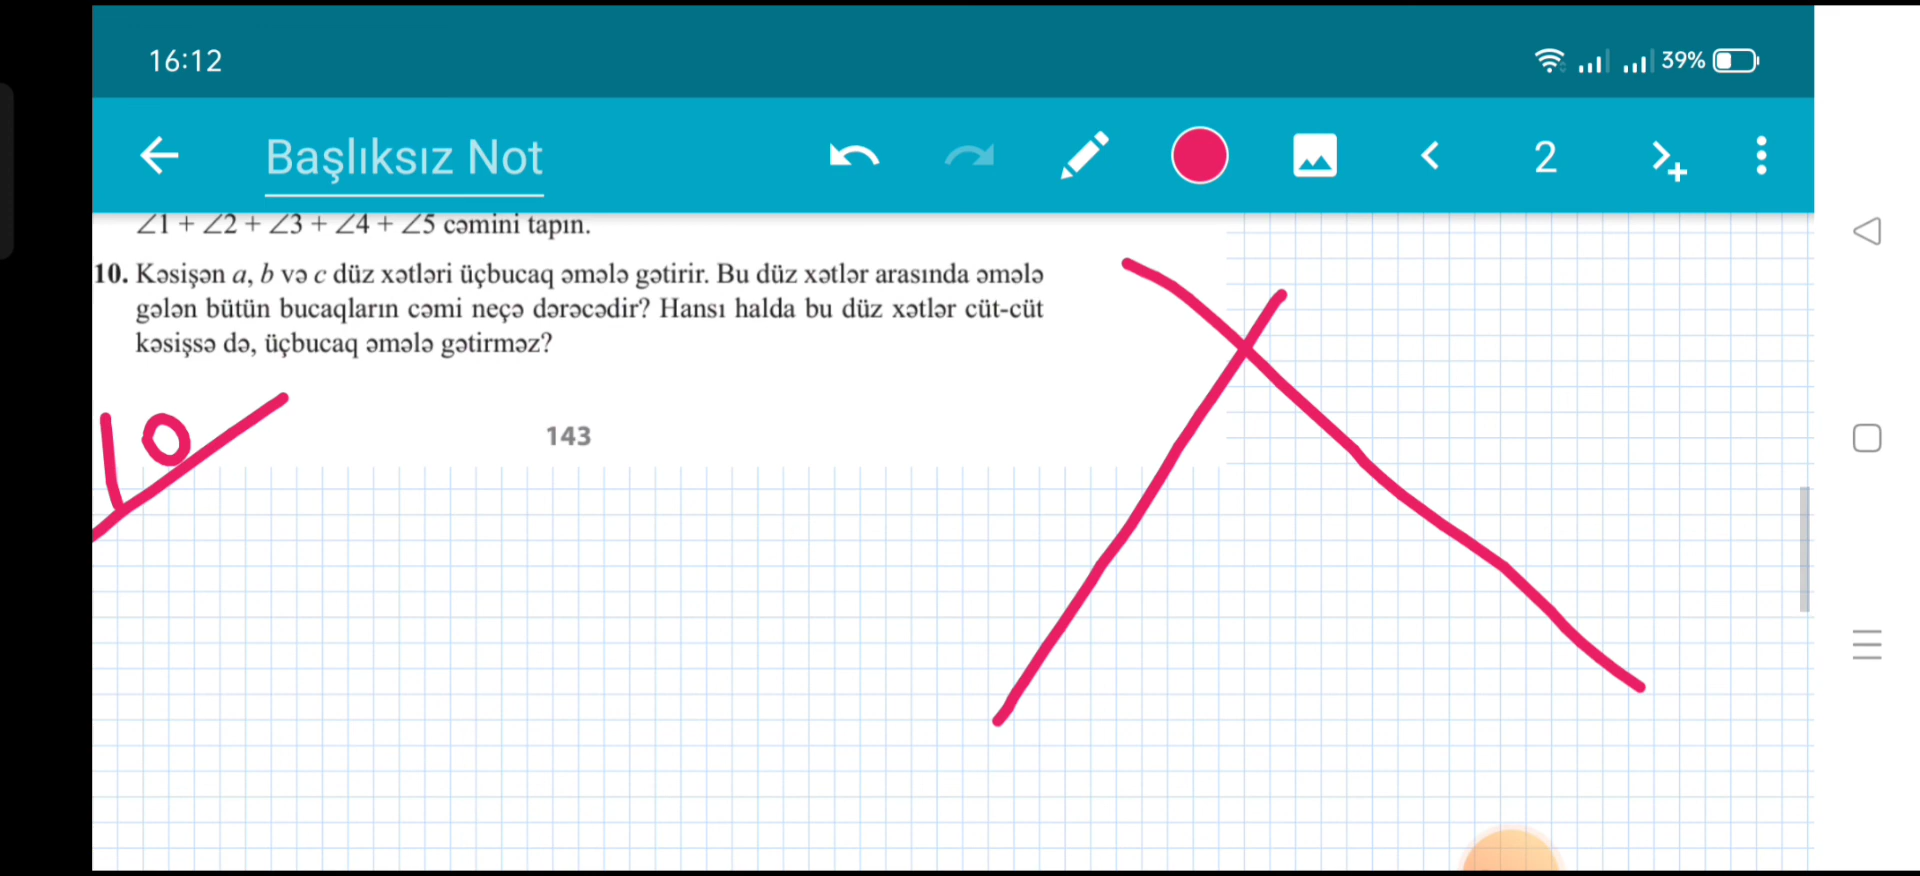 16:12
39%
Başlıksız Not
2
∠1 + ∠2 + ∠3 + ∠4 + ∠5 cəmini tapın.
10. Kəsişən a, b və c düz xətləri üçbucaq əmələ gətirir. Bu düz xətlər arasında əmələ
gələn bütün bucaqların cəmi neçə dərəcədir? Hansı halda bu düz xətlər cüt-cüt
kəsişsə də, üçbucaq əmələ gətirməz?
10
143